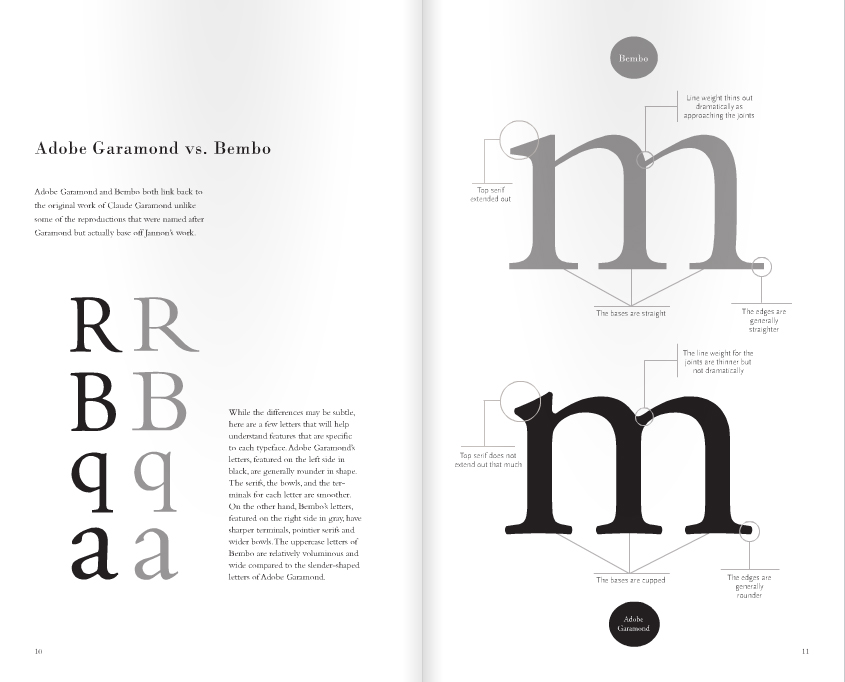 Adobe Garamond vs. Bembo
Adobe Garamond and Bembo both link back to
the original work of Claude Garamond unlike
some of the reproductions that were named after
Garamond but actually base off Jannon's work.
R R
B B
q q
a a
While the differences may be subtle,
here are a few letters that will help
understand features that are specific
to each typeface. Adobe Garamond's
letters, featured on the left side in
black, are generally rounder in shape.
The serifs, the bowls, and the ter-
minals for each letter are smoother.
On the other hand, Bembo's letters,
featured on the right side in gray, have
sharper terminals, pointier serifs and
wider bowls. The uppercase letters of
Bembo are relatively voluminous and
wide compared to the slender-shaped
letters of Adobe Garamond.
10
Bembo
Line weight thins out
dramatically as
approaching the joints
m
Top serif
extended out
The bases are straight
The edges are
generally
straighter
The line weight for the
joints are thinner but
not dramatically
m
Top serif does not
extend out that much
The bases are cupped
The edges are
generally
rounder
Adobe
Garamond
11